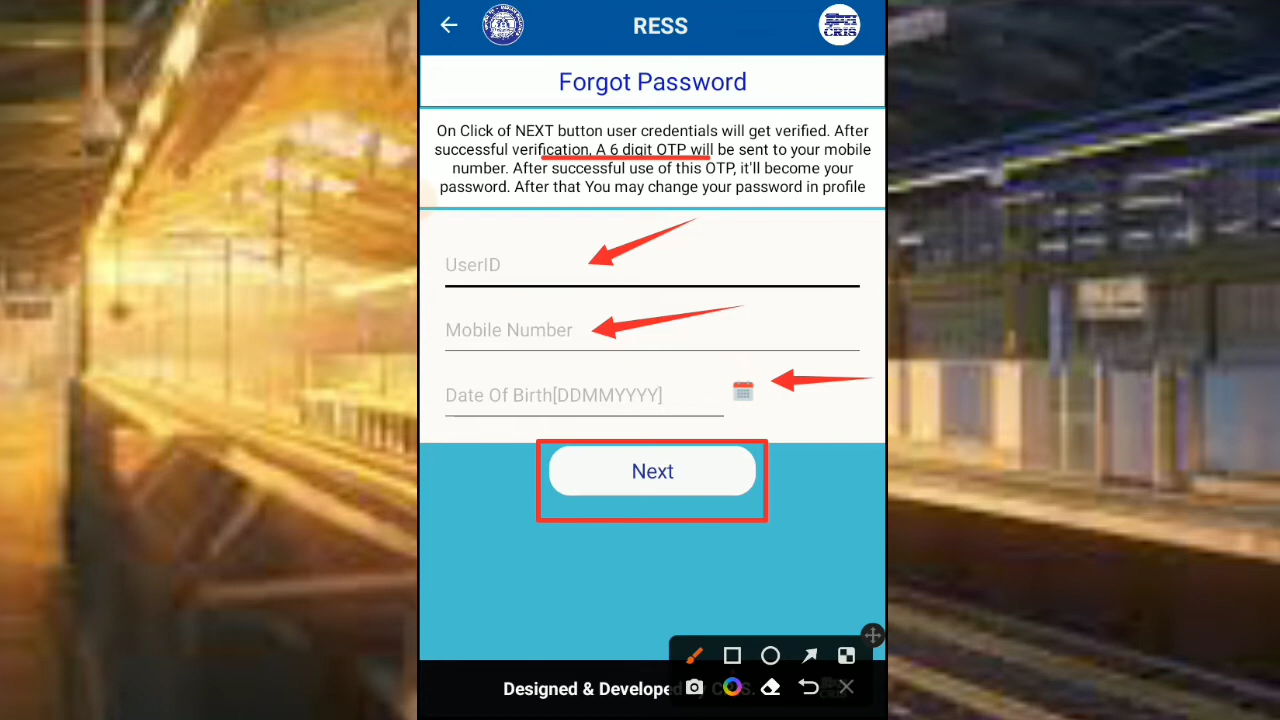 RESS
CRIS
Forgot Password
On Click of NEXT button user credentials will get verified. After
successful verification, A 6 digit OTP will be sent to your mobile
number. After successful use of this OTP, it'll become your
password. After that You may change your password in profile
UserID
Mobile Number
Date Of Birth[DDMMYYYY]
Next
Designed & Developed